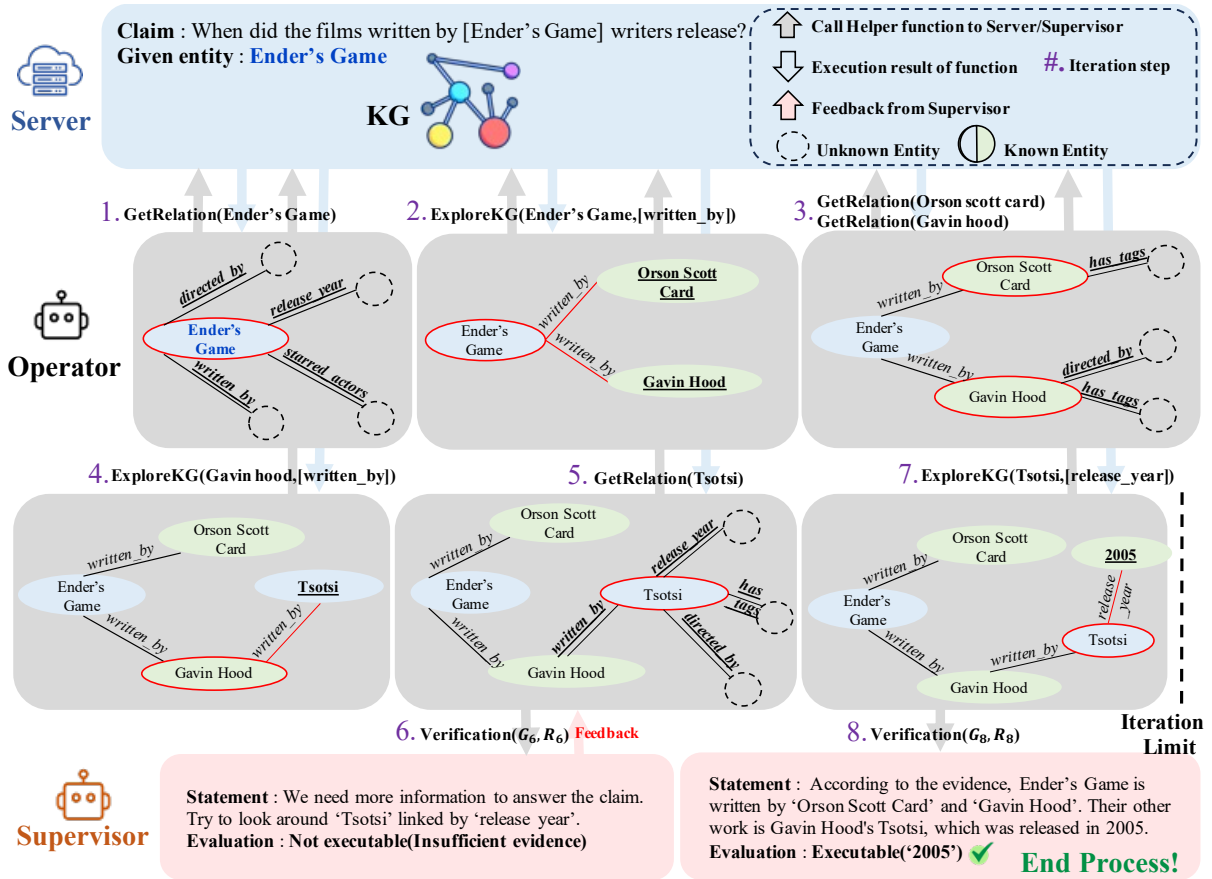 Claim : When did the films written by [Ender's Game] writers release?
Given entity : Ender's Game
KG
Server
Call Helper function to Server/Supervisor
Execution result of function
#. Iteration step
Feedback from Supervisor
Unknown Entity
Known Entity
1. GetRelation(Ender's Game)
directed_by
release_year
Ender's
Game
written_by
starred_actors
2. ExploreKG(Ender's Game,[written_by])
Orson Scott
Card
written_by
Ender's
Game
written_by
Gavin Hood
3. GetRelation(Orson scott card)
GetRelation(Gavin hood)
Orson Scott
Card
has_tags
written_by
Ender's
Game
written_by
directed_by
Gavin Hood
has_tags
Operator
4. ExploreKG(Gavin hood,[written_by])
Orson Scott
Card
written_by
Ender's
Game
Tsotsi
written_by
written_by
Gavin Hood
5. GetRelation(Tsotsi)
Orson Scott
Card
written_by
release_year
Ender's
Game
Tsotsi
has
tags
written_by
written_by
directed_by
Gavin Hood
7. ExploreKG(Tsotsi,[release_year])
Orson Scott
Card
2005
written_by
release
_year
Ender's
Game
Tsotsi
written_by
written_by
Gavin Hood
Iteration
Limit
6. Verification(G6, R6) Feedback
8. Verification(G8, R8)
Supervisor
Statement : We need more information to answer the claim.
Try to look around 'Tsotsi' linked by 'release year'.
Evaluation : Not executable(Insufficient evidence)
Statement : According to the evidence, Ender's Game is
written by 'Orson Scott Card' and 'Gavin Hood'. Their other
work is Gavin Hood's Tsotsi, which was released in 2005.
Evaluation : Executable('2005')
End Process!